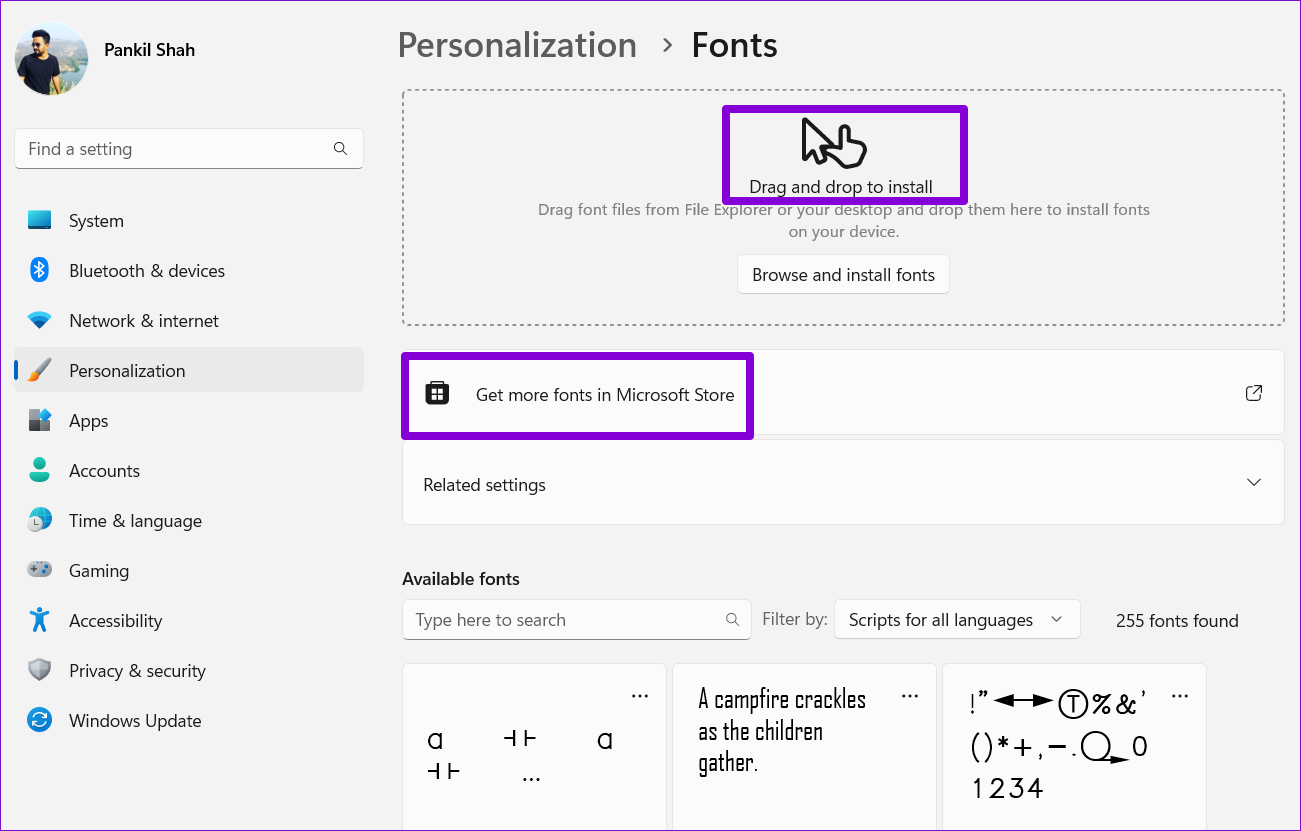 Pankil Shah
Find a setting
System
Bluetooth & devices
Network & internet
Personalization
Apps
Accounts
Time & language
Gaming
Accessibility
Privacy & security
Windows Update
Personalization > Fonts
Drag and drop to install
Drag font files from File Explorer or your desktop and drop them here to install fonts
on your device.
Browse and install fonts
Get more fonts in Microsoft Store
Related settings
Available fonts
Type here to search
Filter by: Scripts for all languages
255 fonts found
...
a ㅓㅏ a
ㅓㅏ ...
...
A campfire crackles
as the children
gather.
...
!" Ⓣ%&'
()*+,-. 0
1234